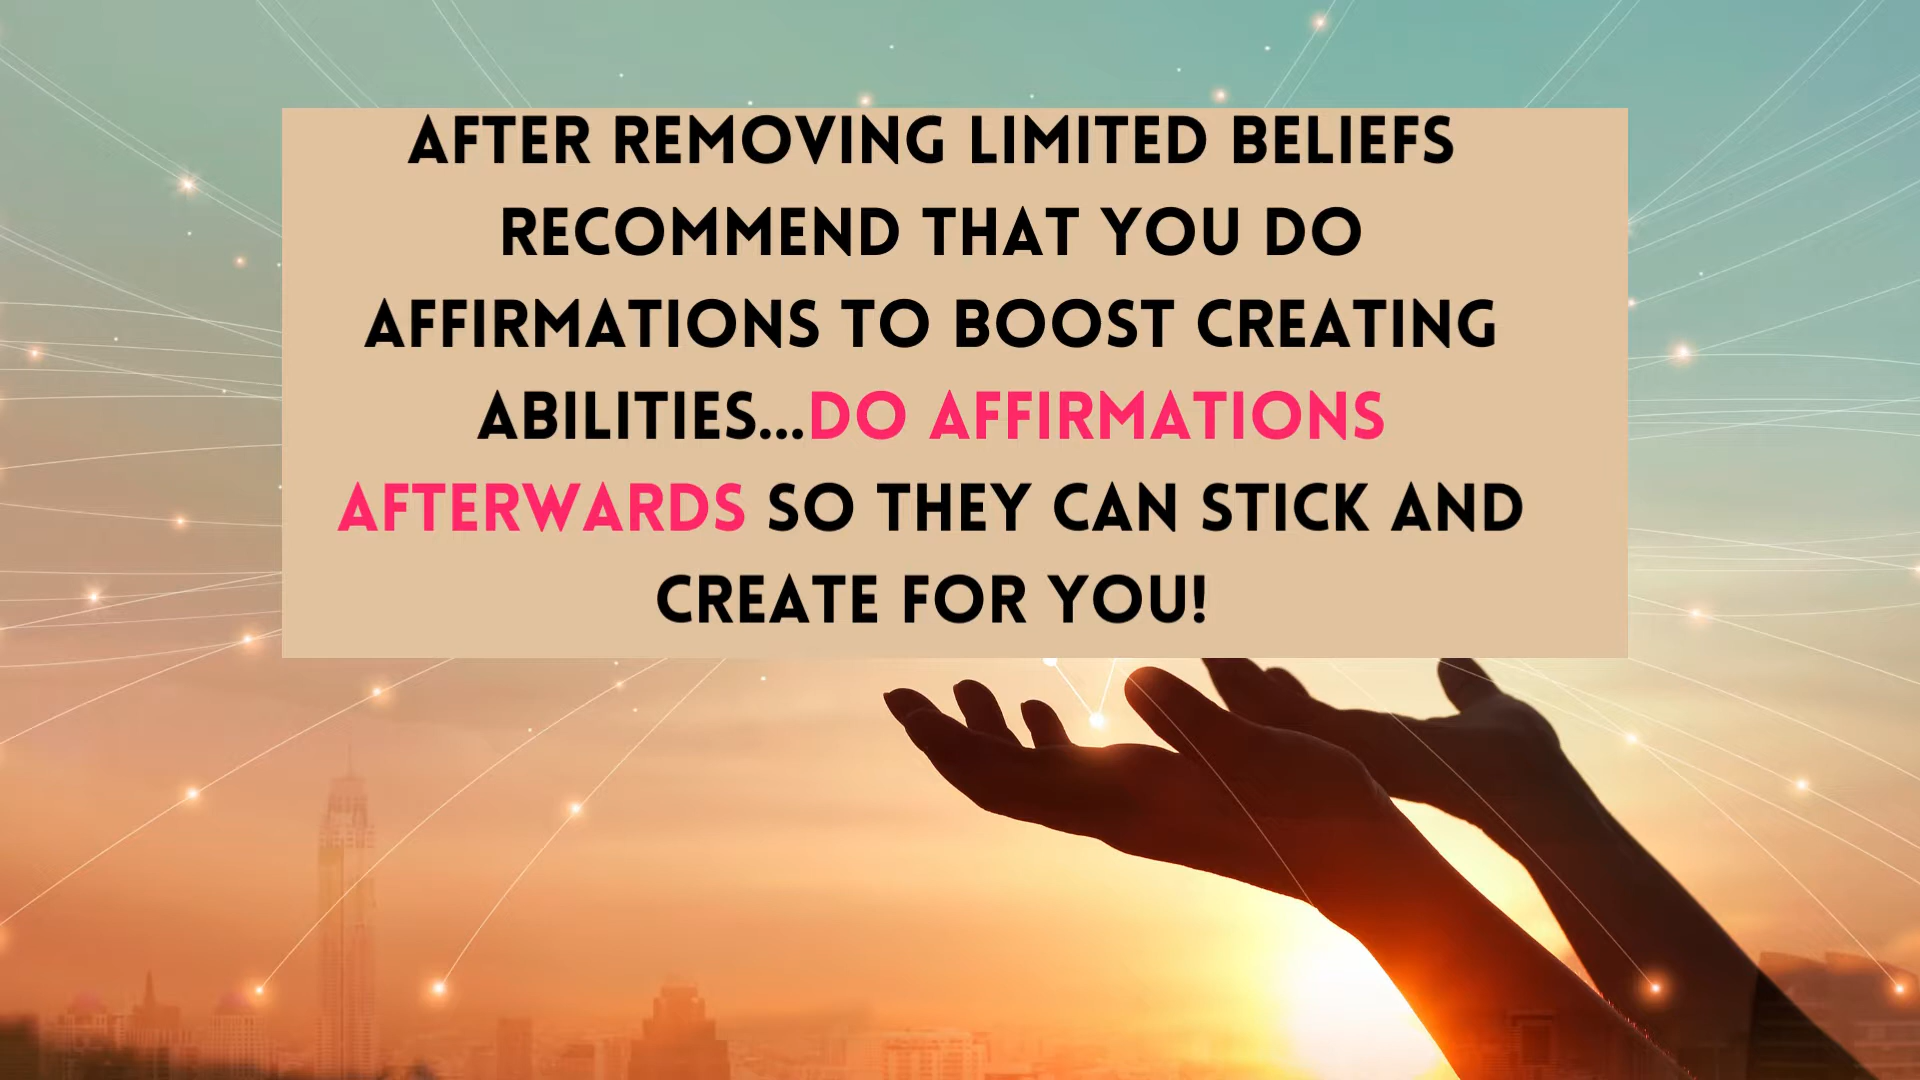 AFTER REMOVING LIMITED BELIEFS
RECOMMEND THAT YOU DO
AFFIRMATIONS TO BOOST CREATING
ABILITIES...DO AFFIRMATIONS
AFTERWARDS SO THEY CAN STICK AND
CREATE FOR YOU!